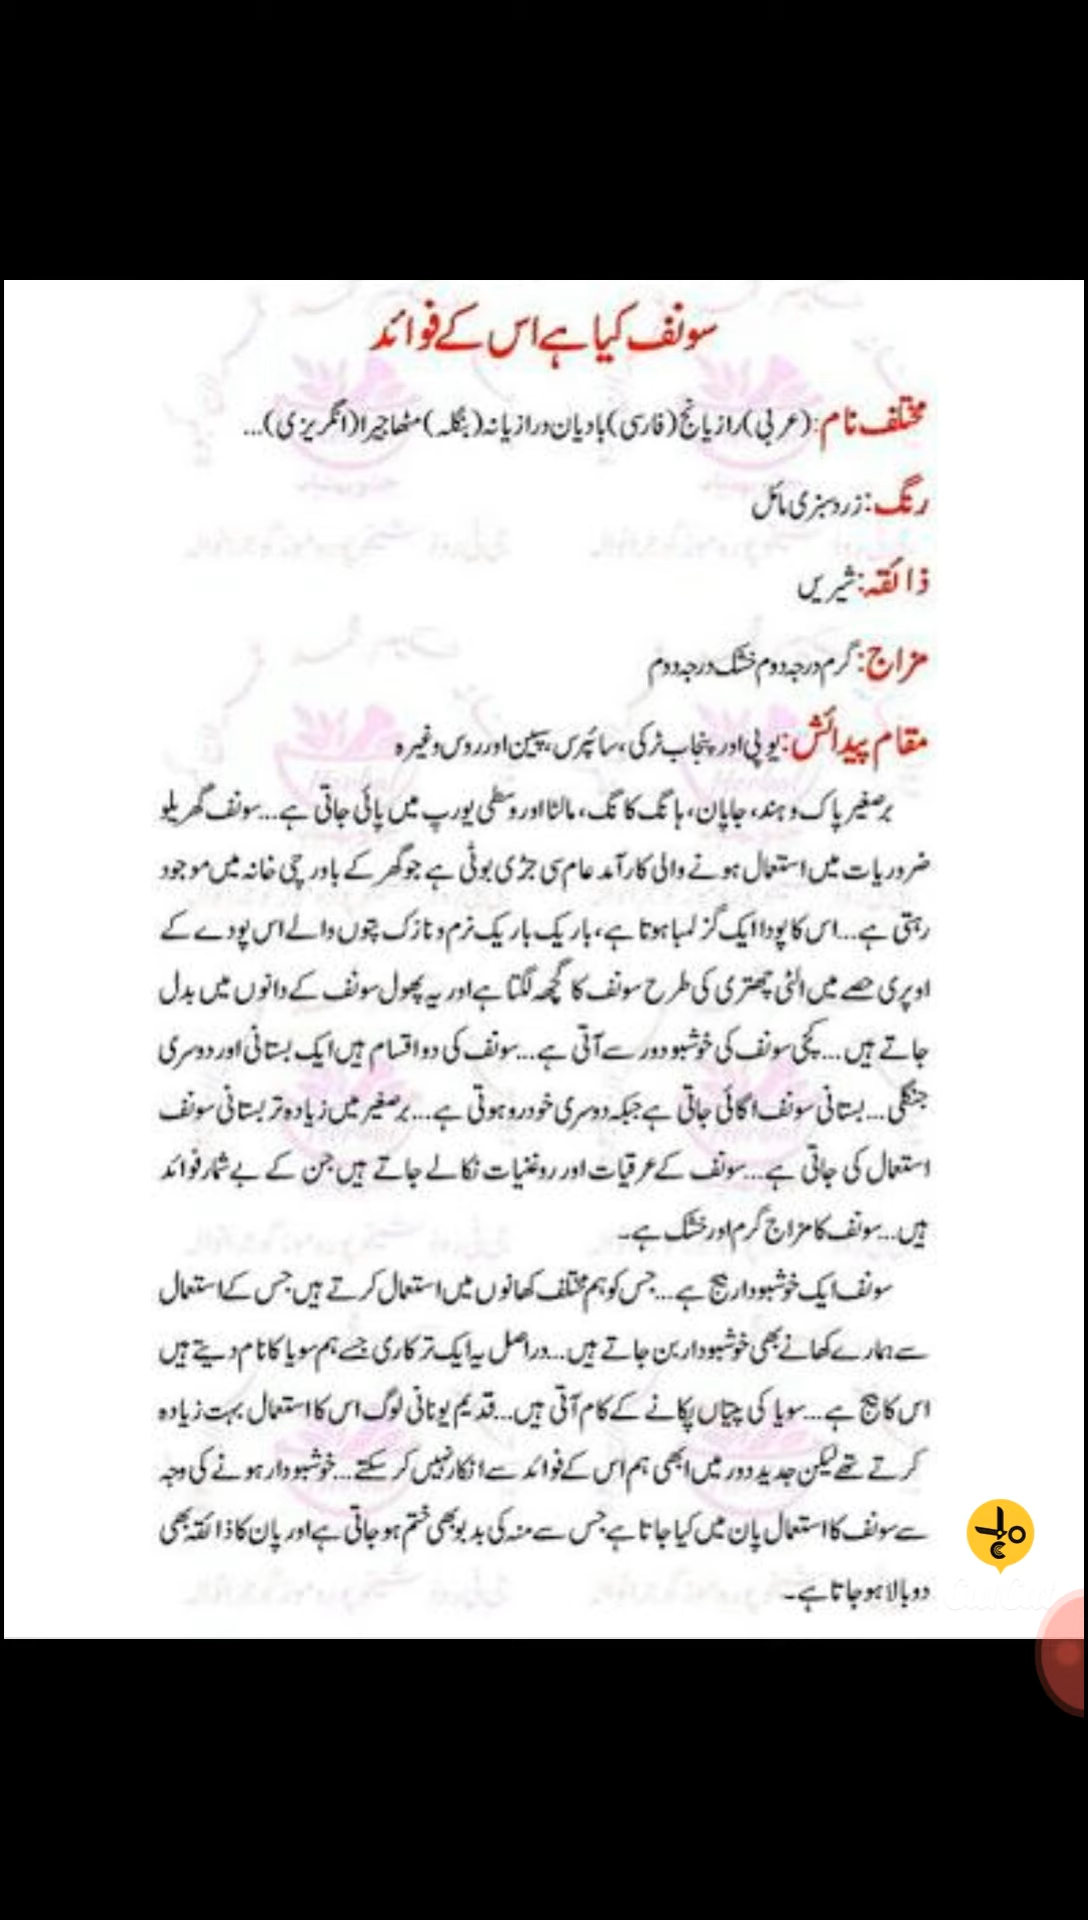 سونف کیا ہے اس کے فوائد
مختلف نام: (عربی) رازیانج (فارسی) بادیان و رازیانہ (بنگلہ) مٹھا جیرا (انگریزی)...
رنگ: زرد سبزی مائل
ذائقہ: شیریں
مزاج: گرم درجہ دوم خشک درجہ دوم
مقام پیدائش: یوپی اور پنجاب ترکی، سائپرس، سپین اور روس وغیرہ
برصغیر پاک و ہند، جاپان، ہانگ کانگ، مالٹا اور وسطی یورپ میں پائی جاتی ہے... سونف گھریلو
ضروریات میں استعمال ہونے والی کارآمد عام سی جڑی بوٹی ہے جو گھر کے باورچی خانہ میں موجود
رہتی ہے... اس کا پودا ایک گز لمبا ہوتا ہے، باریک باریک نرم و نازک پتوں والے اس پودے کے
اوپری حصے میں الٹی چھتری کی طرح سونف کا گچھہ لگتا ہے اور یہ پھول سونف کے دانوں میں بدل
جاتے ہیں... کچی سونف کی خوشبو دور سے آتی ہے... سونف کی دو اقسام ہیں ایک بستانی اور دوسری
جنگلی... بستانی سونف اگائی جاتی ہے جبکہ دوسری خودرو ہوتی ہے... برصغیر میں زیادہ تر بستانی سونف
استعمال کی جاتی ہے... سونف کے عرقیات اور روغنیات نکالے جاتے ہیں جن کے بے شمار فوائد
ہیں... سونف کا مزاج گرم اور خشک ہے۔
سونف ایک خوشبودار بیج ہے... جس کو ہم مختلف کھانوں میں استعمال کرتے ہیں جس کے استعمال
سے ہمارے کھانے بھی خوشبودار بن جاتے ہیں... دراصل یہ ایک ترکاری جسے ہم سویا کا نام دیتے ہیں
اس کا بیج ہے... سویا کی پتیاں پکانے کے کام آتی ہیں... قدیم یونانی لوگ اس کا استعمال بہت زیادہ
کرتے تھے لیکن جدید دور میں ابھی ہم اس کے فوائد سے انکار نہیں کر سکتے... خوشبودار ہونے کی وجہ
سے سونف کا استعمال پان میں کیا جاتا ہے جس سے منہ کی بدبو بھی ختم ہو جاتی ہے اور پان کا ذائقہ بھی
دوبالا ہو جاتا ہے۔